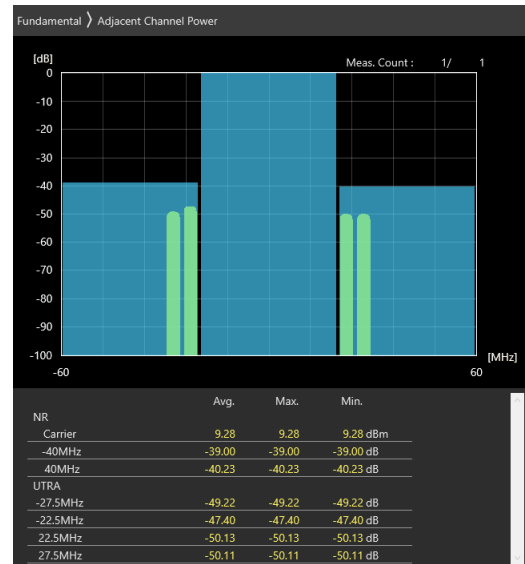 Fundamental 〉 Adjacent Channel Power
[dB]
Meas. Count : 1/ 1
0
-10
-20
-30
-40
-50
-60
-70
-80
-90
-100
[MHz]
-60 60
Avg. Max. Min.
NR
Carrier 9.28 9.28 9.28 dBm
-40MHz -39.00 -39.00 -39.00 dB
40MHz -40.23 -40.23 -40.23 dB
UTRA
-27.5MHz -49.22 -49.22 -49.22 dB
-22.5MHz -47.40 -47.40 -47.40 dB
22.5MHz -50.13 -50.13 -50.13 dB
27.5MHz -50.11 -50.11 -50.11 dB